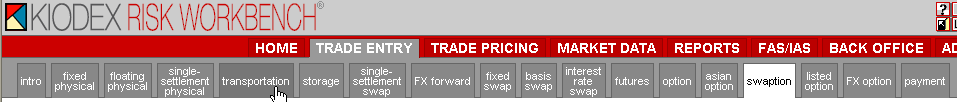 KIODEX RISK WORKBENCH®
?
HOME TRADE ENTRY TRADE PRICING MARKET DATA REPORTS FAS/IAS BACK OFFICE AD
intro fixed physical floating physical single-settlement physical transportation storage single-settlement swap FX forward fixed swap basis swap interest rate swap futures option asian option swaption listed option FX option payment